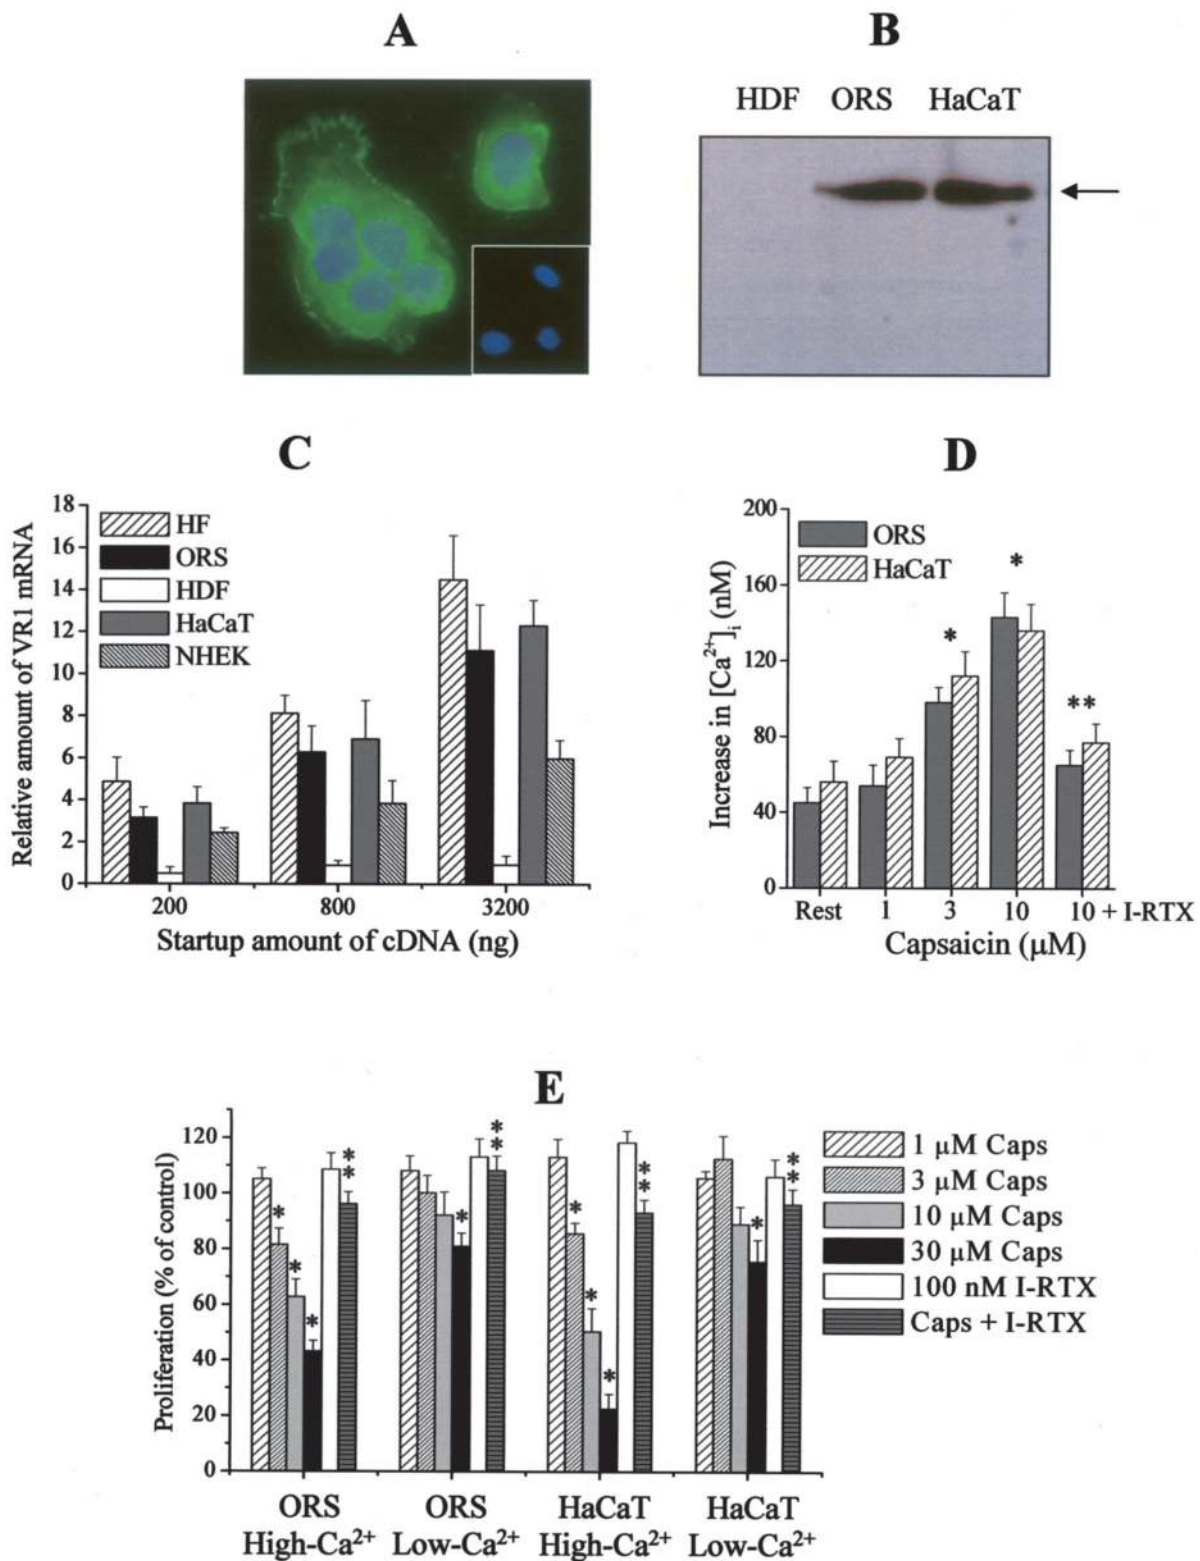 A
B
HDF ORS HaCaT
C
Relative amount of VR1 mRNA
18
16
14
12
10
8
6
4
2
0
HF
ORS
HDF
HaCaT
NHEK
200 800 3200
Startup amount of cDNA (ng)
D
Increase in [Ca²⁺]ᵢ (nM)
200
160
120
80
40
0
ORS
HaCaT
*
*
**
Rest 1 3 10 10 + I-RTX
Capsaicin (µM)
E
Proliferation (% of control)
120
100
80
60
40
20
0
* * * **
* **
* * * **
* **
1 µM Caps
3 µM Caps
10 µM Caps
30 µM Caps
100 nM I-RTX
Caps + I-RTX
ORS ORS HaCaT HaCaT
High-Ca²⁺ Low-Ca²⁺ High-Ca²⁺ Low-Ca²⁺